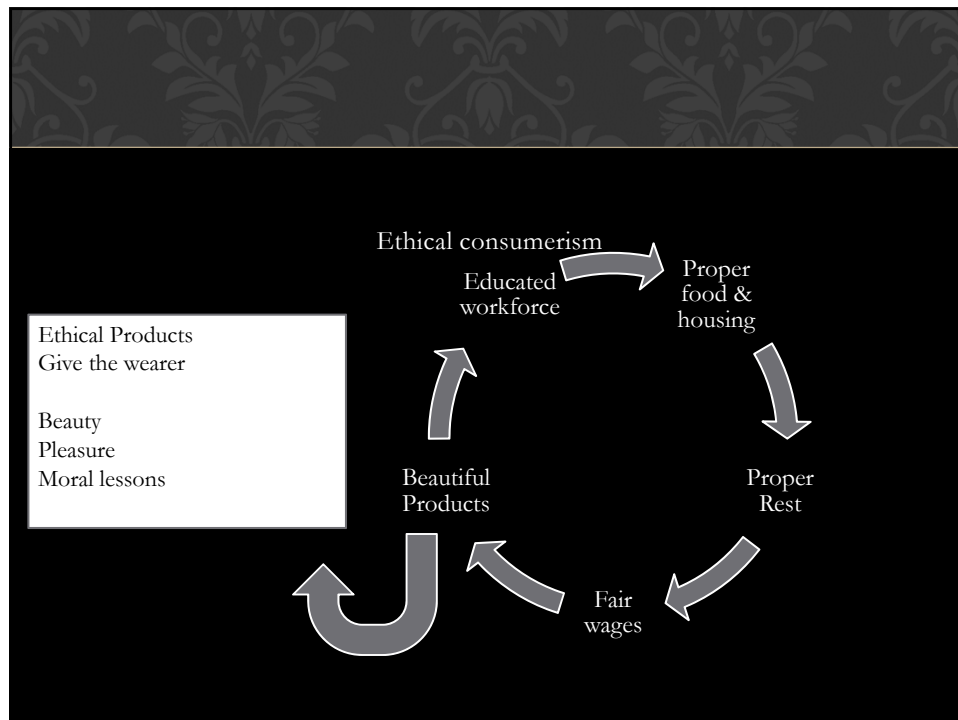 Ethical consumerism
Educated
workforce
Proper
food &
housing
Proper
Rest
Fair
wages
Beautiful
Products
Ethical Products
Give the wearer
Beauty
Pleasure
Moral lessons